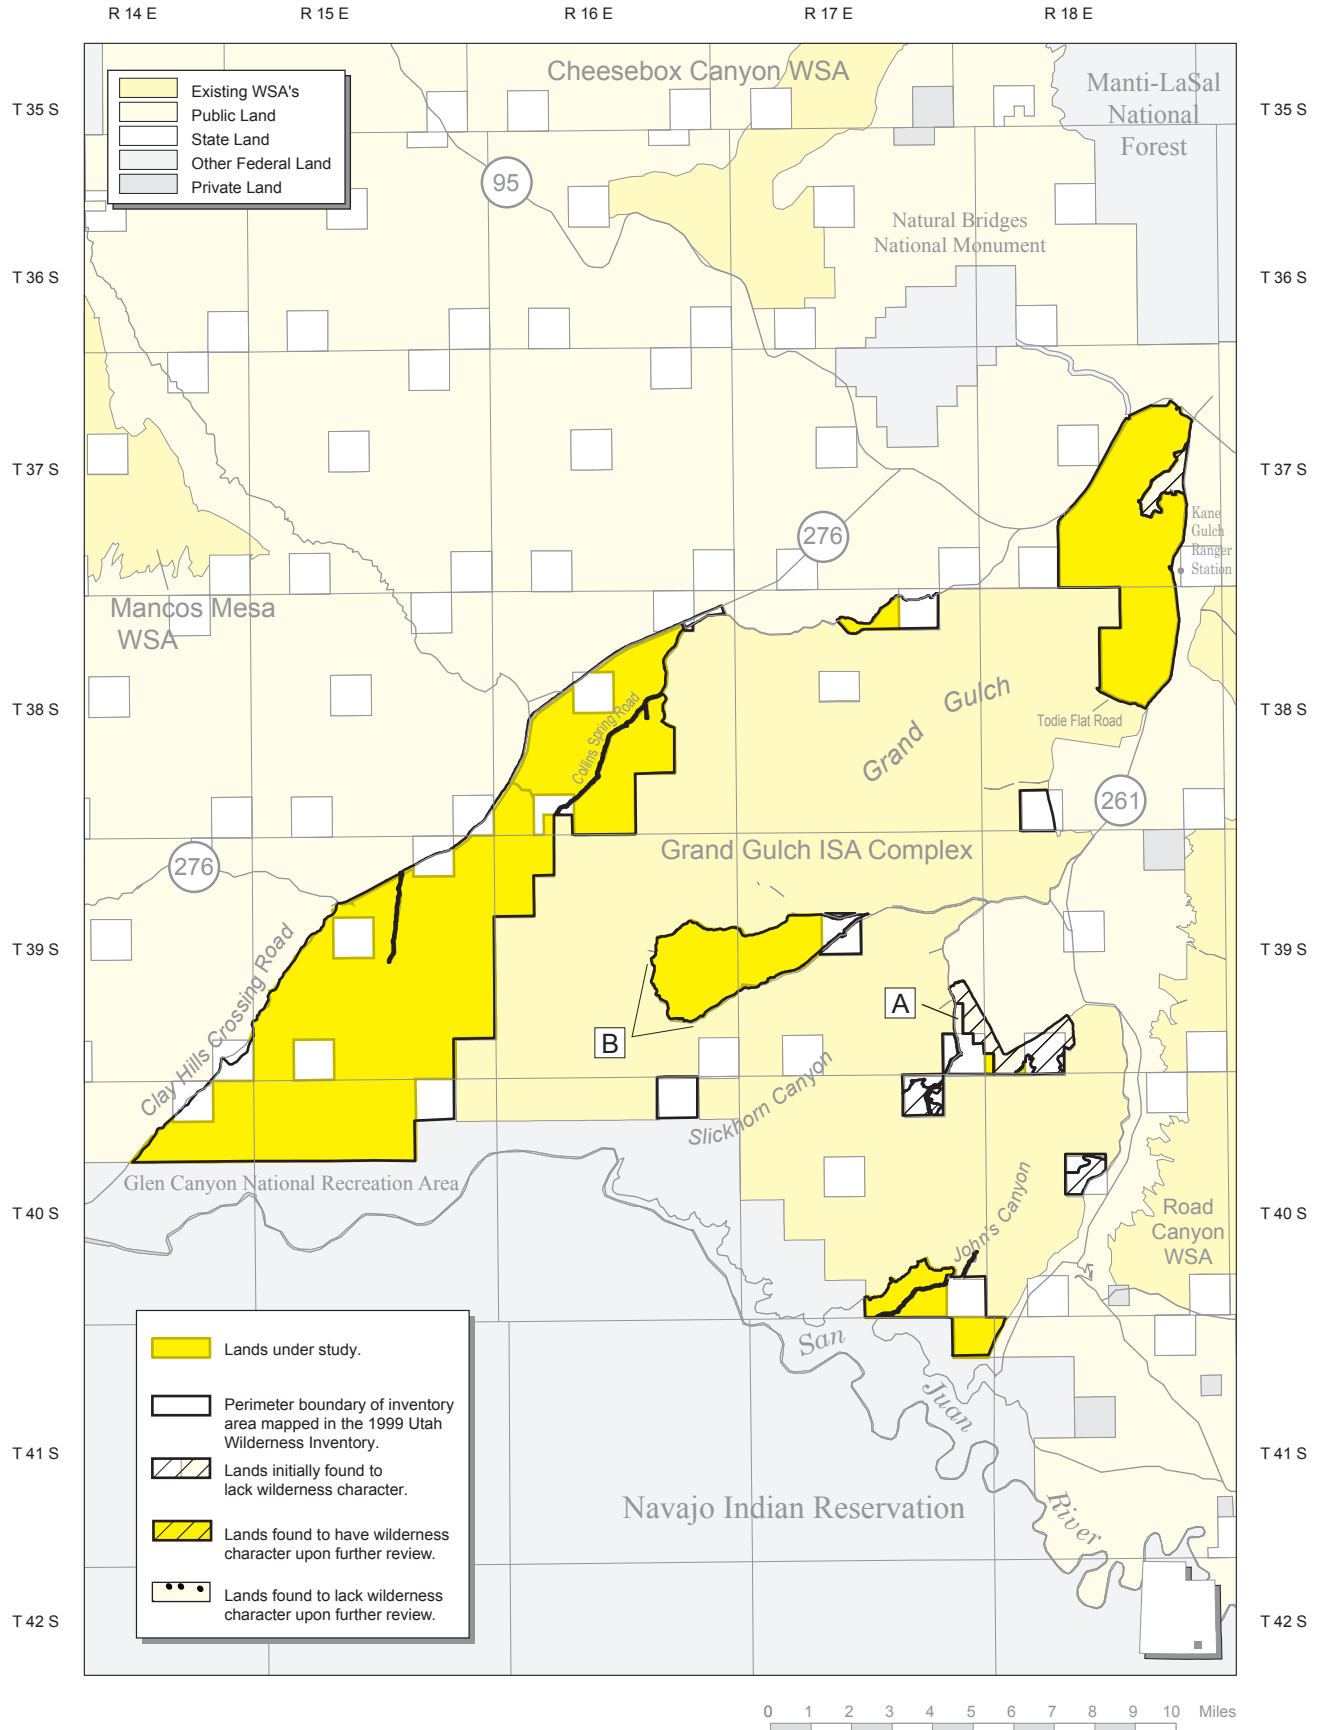 R 14 E
R 15 E
R 16 E
R 17 E
R 18 E
T 35 S
T 35 S
T 36 S
T 36 S
T 37 S
T 37 S
T 38 S
T 38 S
T 39 S
T 39 S
T 40 S
T 40 S
T 41 S
T 41 S
T 42 S
T 42 S
Existing WSA's
Public Land
State Land
Other Federal Land
Private Land
Cheesebox Canyon WSA
Manti-LaSal
National
Forest
95
Natural Bridges
National Monument
276
Kane
Gulch
Ranger
Station
Mancos Mesa
WSA
Collins Spring Road
Grand Gulch
Todie Flat Road
261
Grand Gulch ISA Complex
276
Clay Hills Crossing Road
A
B
Slickhorn Canyon
Glen Canyon National Recreation Area
John's Canyon
Road
Canyon
WSA
San
Juan
River
Navajo Indian Reservation
Lands under study.
Perimeter boundary of inventory
area mapped in the 1999 Utah
Wilderness Inventory.
Lands initially found to
lack wilderness character.
Lands found to have wilderness
character upon further review.
Lands found to lack wilderness
character upon further review.
0 1 2 3 4 5 6 7 8 9 10 Miles